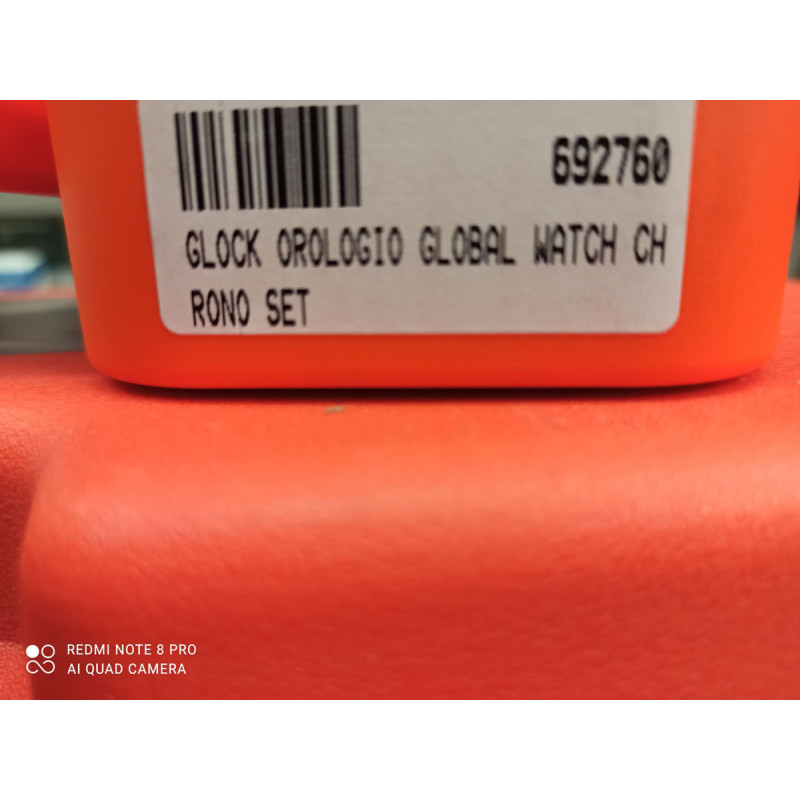 692760
GLOCK OROLOGIO GLOBAL WATCH CH
RONO SET
REDMI NOTE 8 PRO
AI QUAD CAMERA